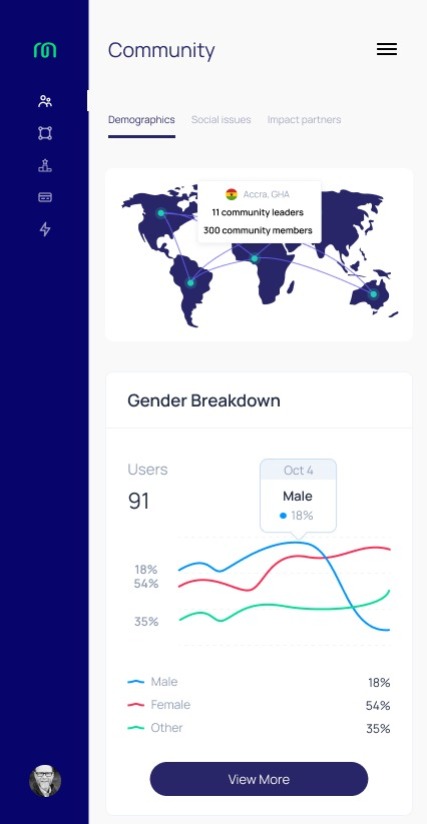 Community
Demographics Social issues Impact partners
Accra, GHA
11 community leaders
300 community members
Gender Breakdown
Users
91
Oct 4
Male
18%
18%
54%
35%
Male 18%
Female 54%
Other 35%
View More